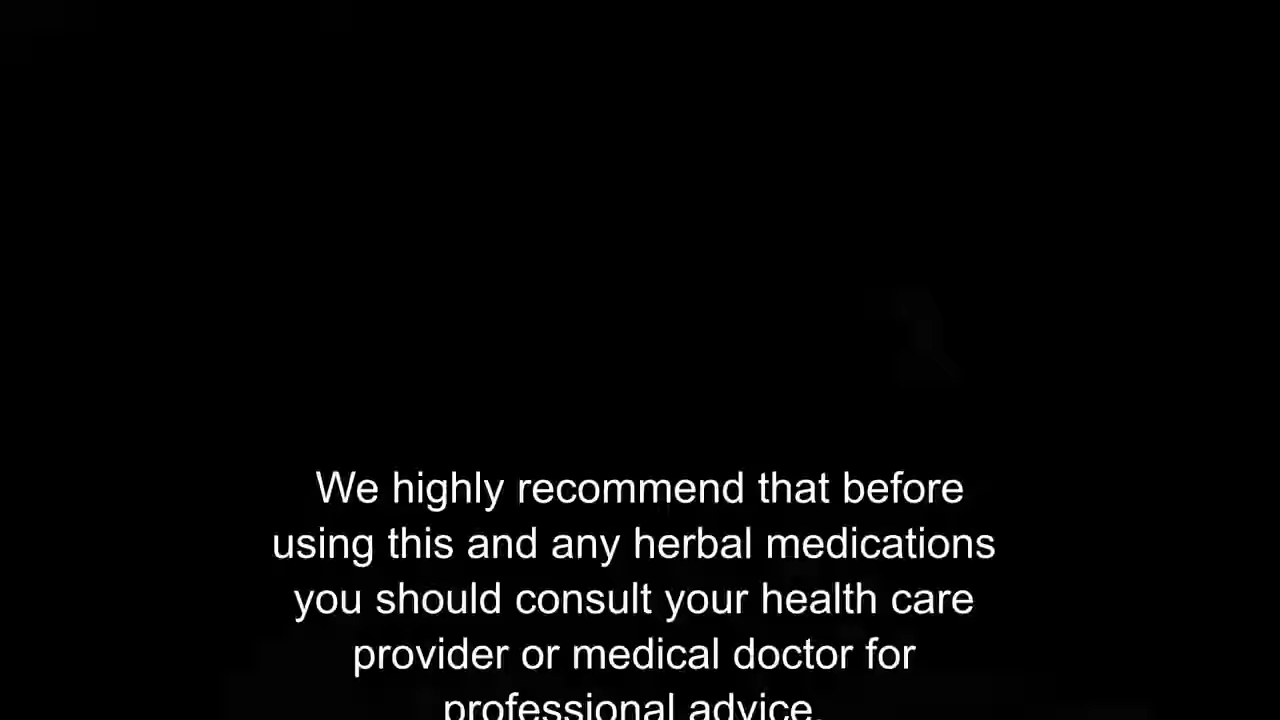 We highly recommend that before
using this and any herbal medications
you should consult your health care
provider or medical doctor for
professional advice.